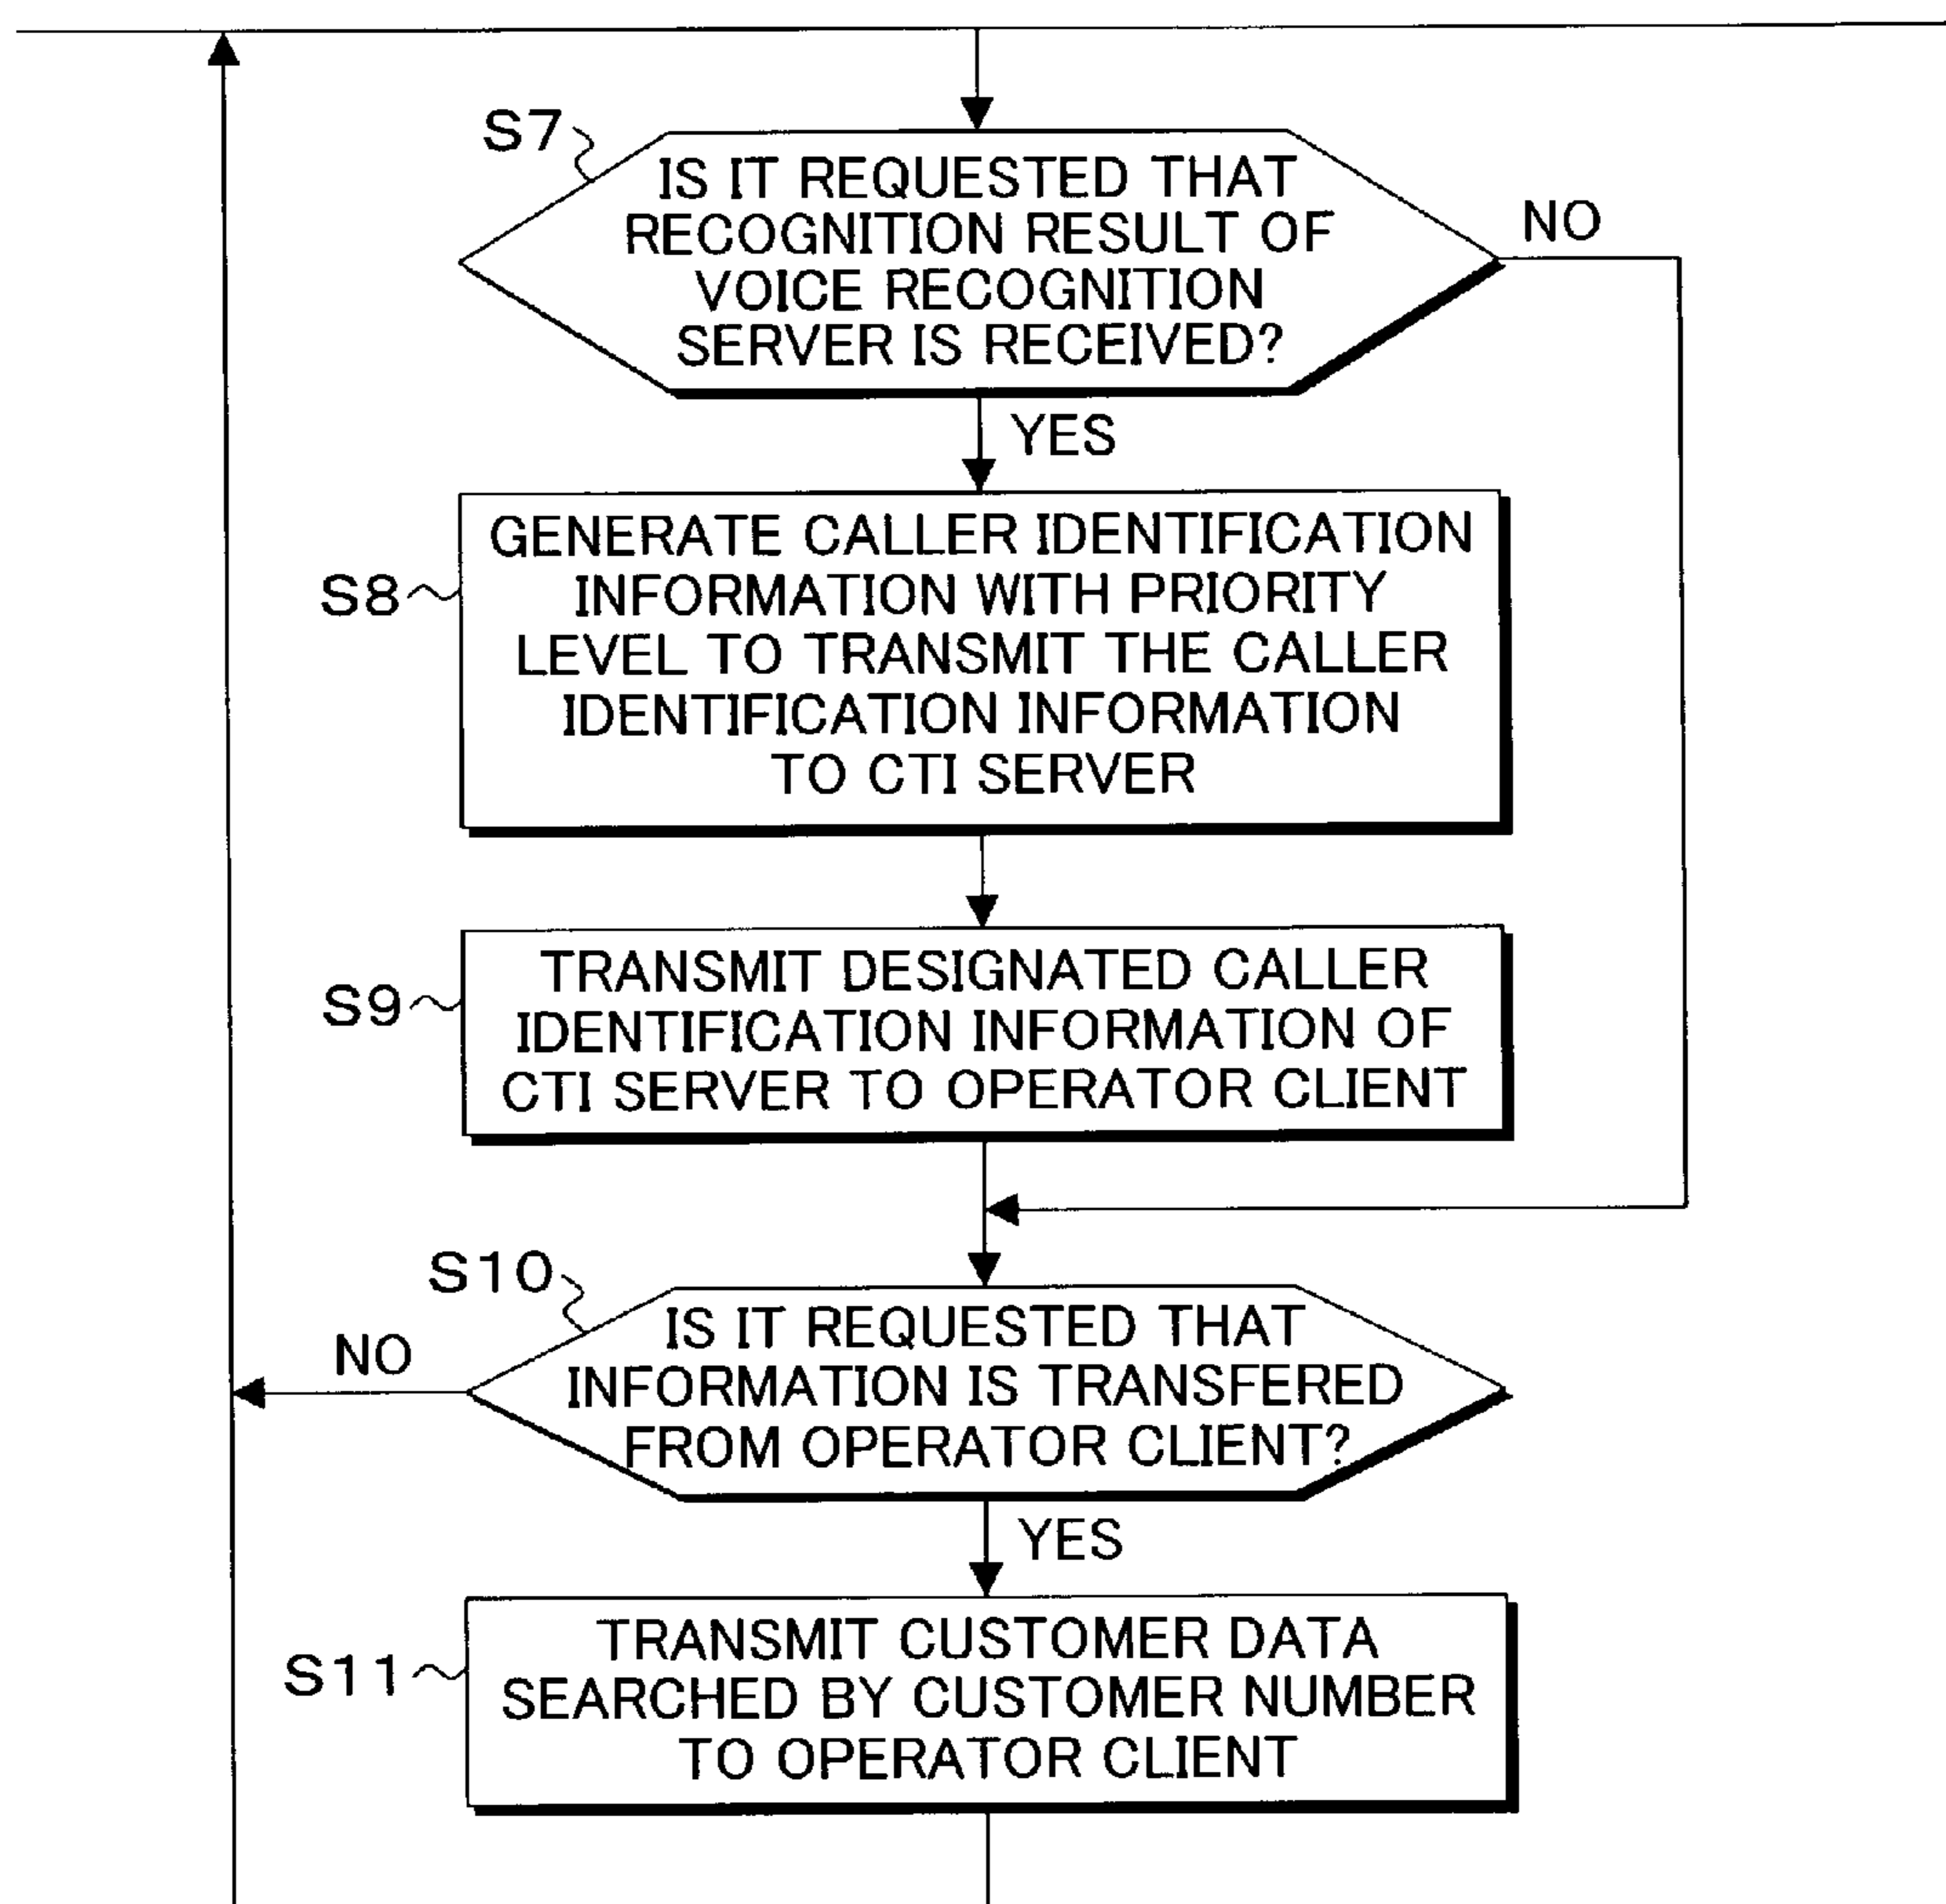 S7
IS IT REQUESTED THAT
RECOGNITION RESULT OF
VOICE RECOGNITION
SERVER IS RECEIVED?
NO
YES
S8
GENERATE CALLER IDENTIFICATION
INFORMATION WITH PRIORITY
LEVEL TO TRANSMIT THE CALLER
IDENTIFICATION INFORMATION
TO CTI SERVER
S9
TRANSMIT DESIGNATED CALLER
IDENTIFICATION INFORMATION OF
CTI SERVER TO OPERATOR CLIENT
S10
IS IT REQUESTED THAT
INFORMATION IS TRANSFERED
FROM OPERATOR CLIENT?
NO
YES
S11
TRANSMIT CUSTOMER DATA
SEARCHED BY CUSTOMER NUMBER
TO OPERATOR CLIENT